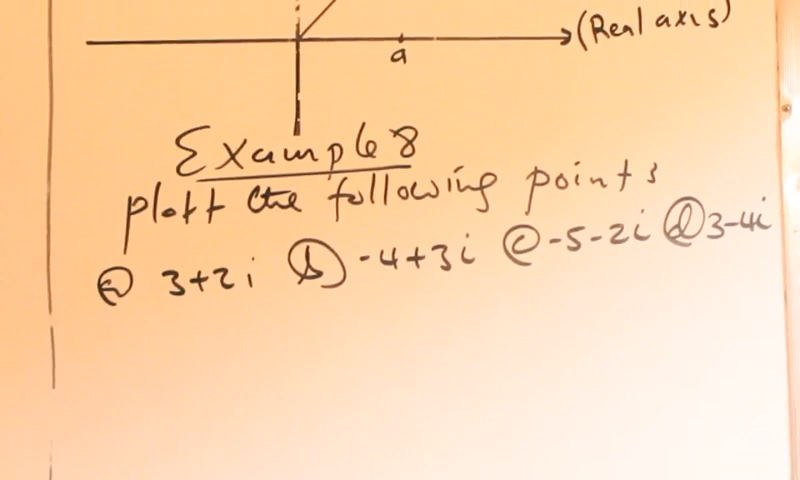 (Real axis)
a
Example 8
plott the following points
ⓐ 3+2i ⓑ -4+3i ⓒ -5-2i ⓓ 3-4i